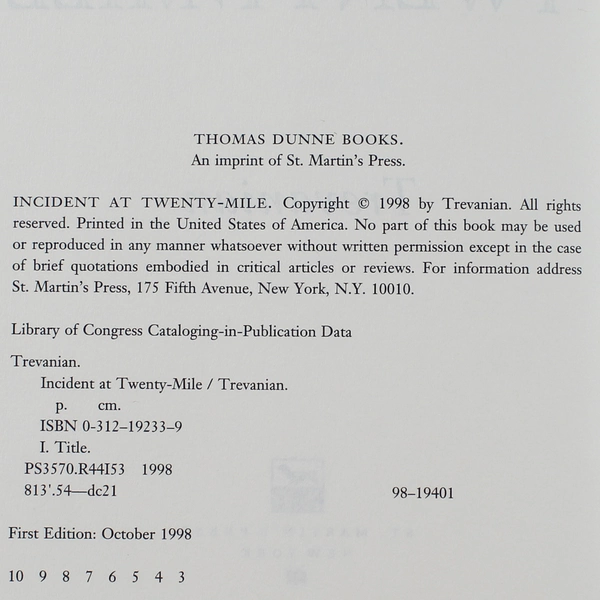 THOMAS DUNNE BOOKS.
An imprint of St. Martin's Press.
INCIDENT AT TWENTY-MILE. Copyright © 1998 by Trevanian. All rights
reserved. Printed in the United States of America. No part of this book may be used
or reproduced in any manner whatsoever without written permission except in the case
of brief quotations embodied in critical articles or reviews. For information address
St. Martin's Press, 175 Fifth Avenue, New York, N.Y. 10010.
Library of Congress Cataloging-in-Publication Data
Trevanian.
Incident at Twenty-Mile / Trevanian.
p. cm.
ISBN 0-312-19233-9
I. Title.
PS3570.R44I53 1998
813'.54—dc21 98-19401
First Edition: October 1998
10 9 8 7 6 5 4 3